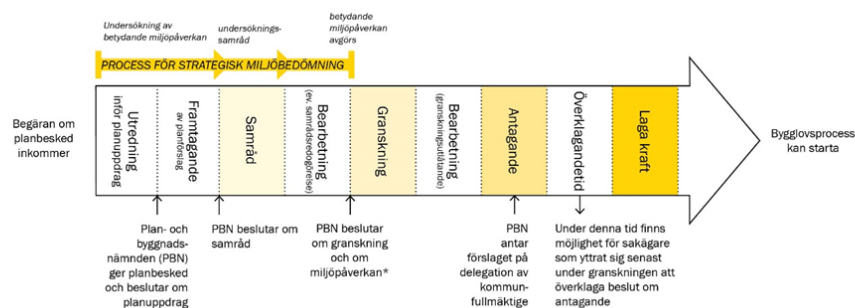 Undersökning av
betydande miljöpåverkan
undersöknings-
samråd
betydande
miljöpåverkan
avgörs
PROCESS FÖR STRATEGISK MILJÖBEDÖMNING
Begäran om
planbesked
inkommer
Utredning
inför planuppdrag
Framtagande
av planförslag
Samråd
Bearbetning
(ev. samrådsredogörelse)
Granskning
Bearbetning
(granskningsutlåtande)
Antagande
Överklagandetid
Laga kraft
Bygglovsprocess
kan starta
Plan- och
byggnads-
nämnden (PBN)
ger planbesked
och beslutar om
planuppdrag
PBN beslutar om
samråd
PBN beslutar
om granskning
och om
miljöpåverkan*
PBN
antar
förslaget på
delegation av
kommun-
fullmäktige
Under denna tid finns
möjlighet för sakägare
som yttrat sig senast
under granskningen att
överklaga beslut om
antagande